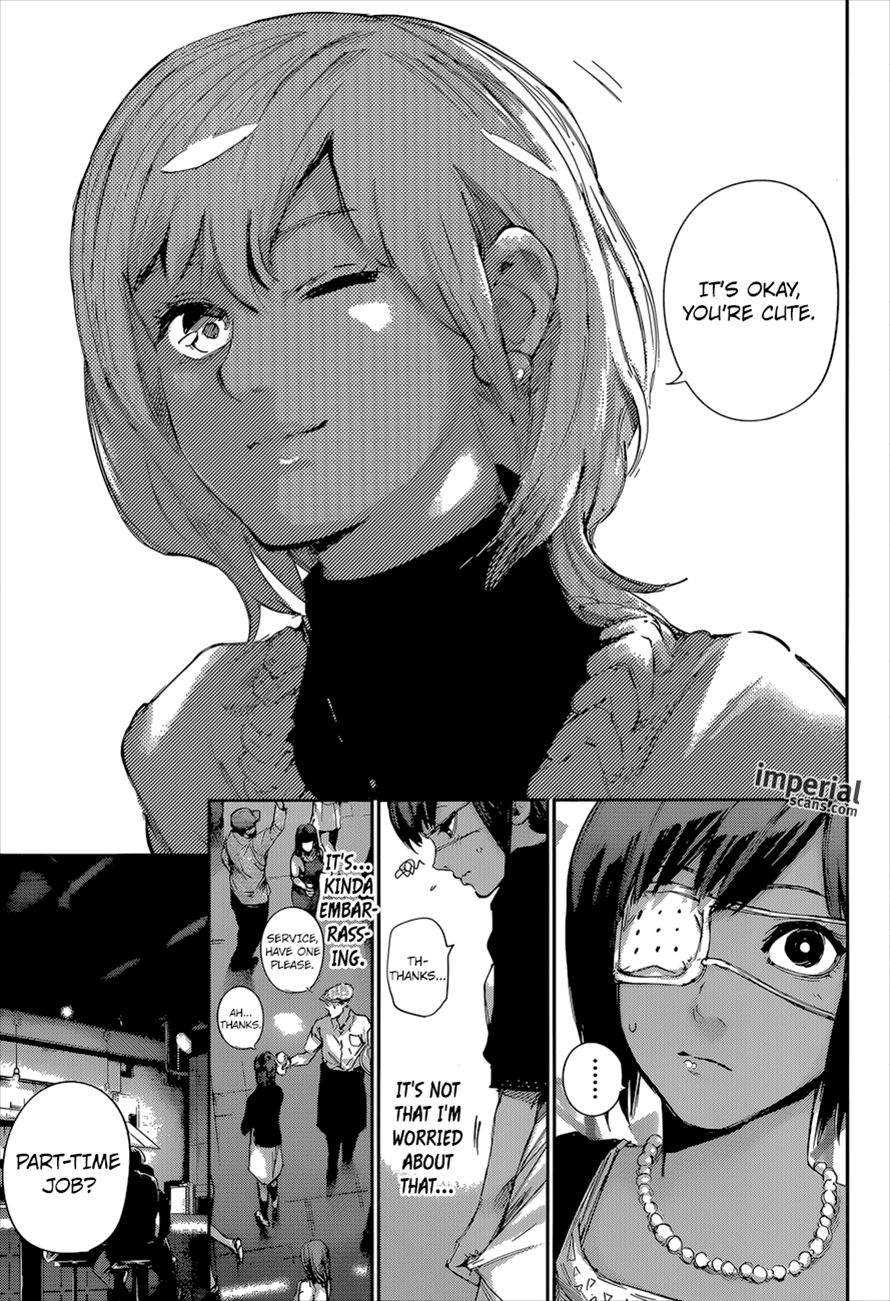 IT'S OKAY,
YOU'RE CUTE.
imperial
scans.com
......
TH-
THANKS...
IT'S NOT
THAT I'M
WORRIED
ABOUT
THAT...
IT'S...
KINDA
EMBAR-
RASS-
ING.
SERVICE,
HAVE ONE
PLEASE.
AH...
THANKS.
PART-TIME
JOB?